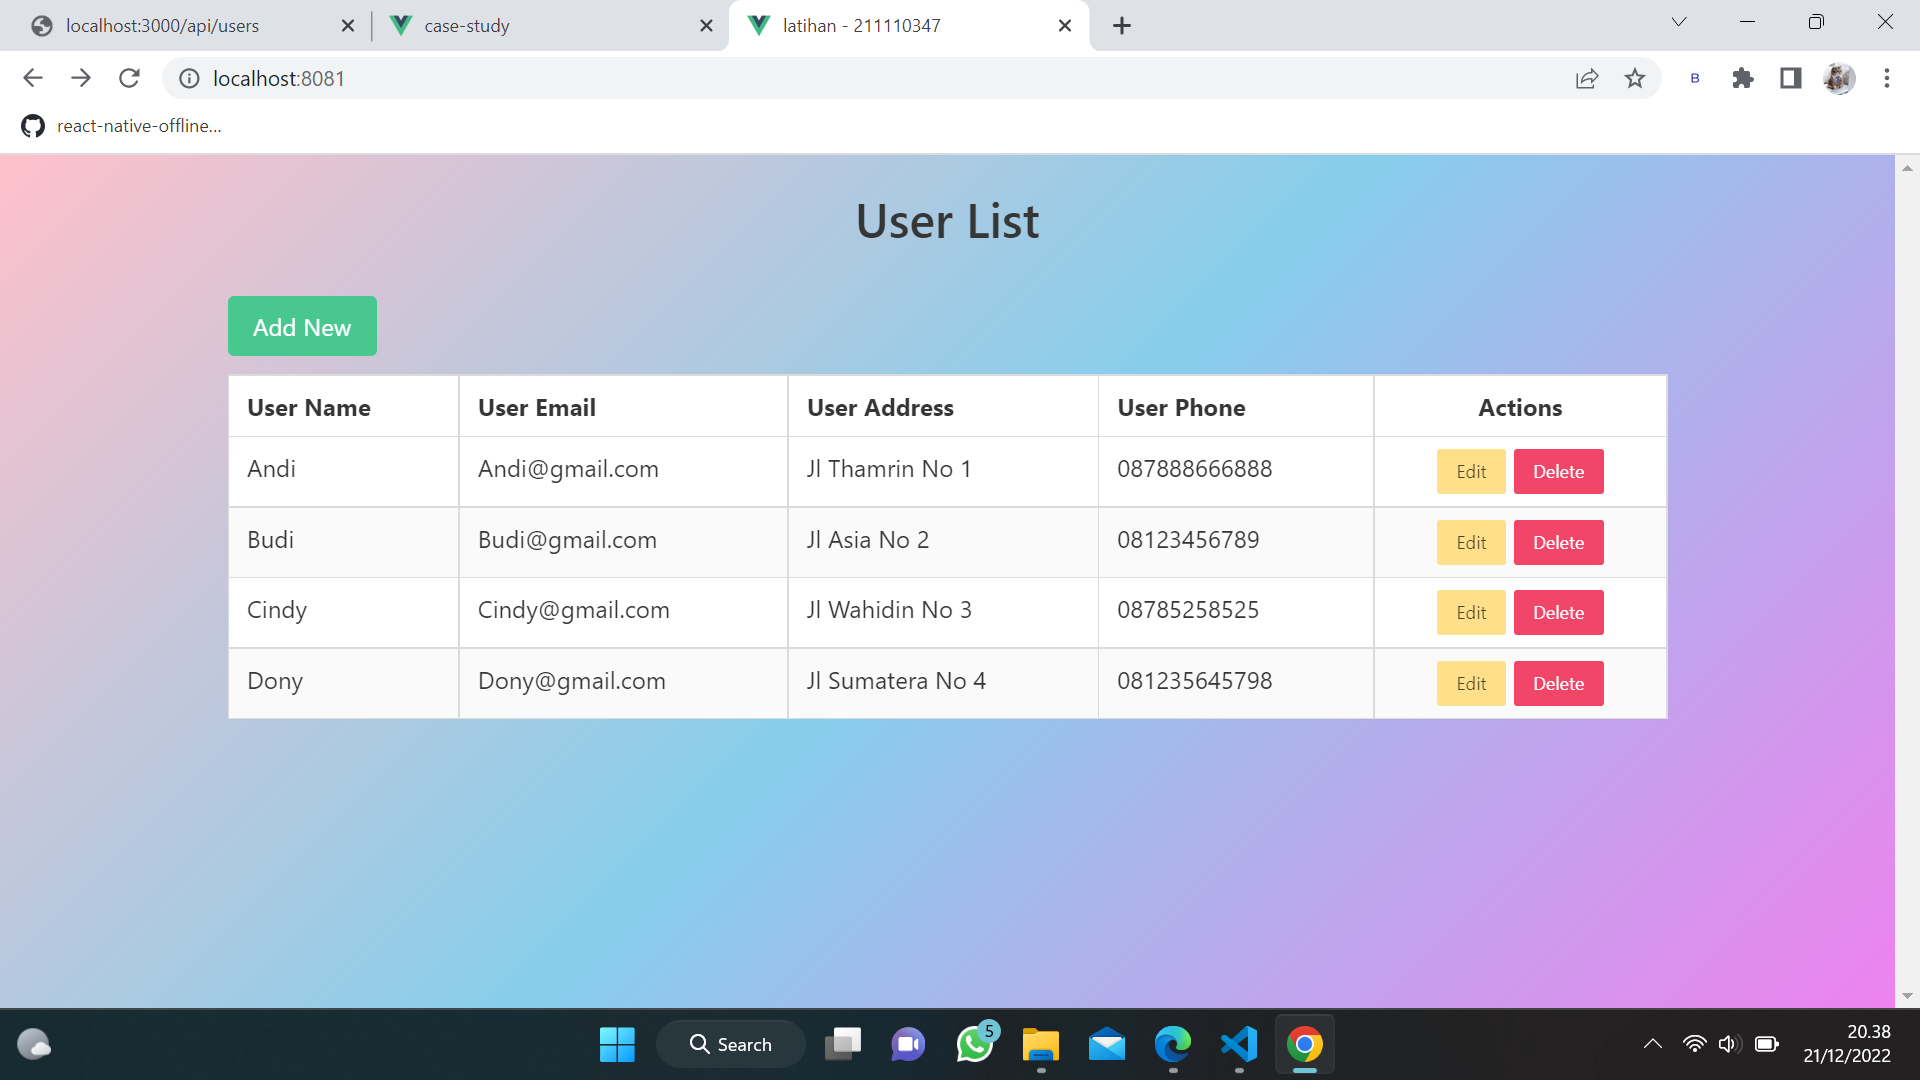 localhost:3000/api/users
case-study
latihan - 211110347
localhost:8081
B
react-native-offline...
User List
Add New
User Name User Email User Address User Phone Actions
Andi Andi@gmail.com Jl Thamrin No 1 087888666888 Edit Delete
Budi Budi@gmail.com Jl Asia No 2 08123456789 Edit Delete
Cindy Cindy@gmail.com Jl Wahidin No 3 08785258525 Edit Delete
Dony Dony@gmail.com Jl Sumatera No 4 081235645798 Edit Delete
Search
5
20.38
21/12/2022